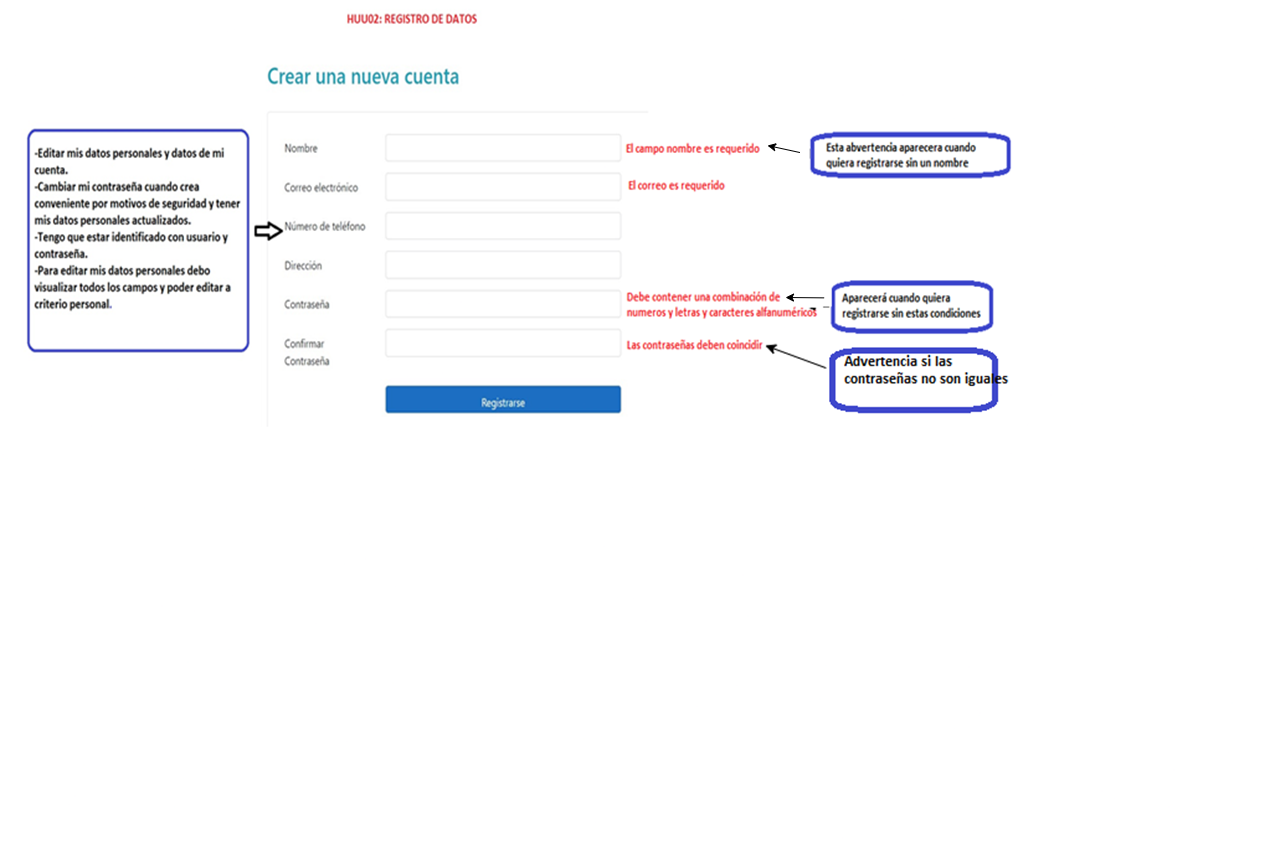 HUU02: REGISTRO DE DATOS
Crear una nueva cuenta
-Editar mis datos personales y datos de mi
cuenta.
-Cambiar mi contraseña cuando crea
conveniente por motivos de seguridad y tener
mis datos personales actualizados.
-Tengo que estar identificado con usuario y
contraseña.
-Para editar mis datos personales debo
visualizar todos los campos y poder editar a
criterio personal.
Nombre
El campo nombre es requerido
Esta abvertencia aparecera cuando
quiera registrarse sin un nombre
Correo electrónico
El correo es requerido
Número de teléfono
Dirección
Contraseña
Debe contener una combinación de
numeros y letras y caracteres alfanuméricos
Aparecerá cuando quiera
registrarse sin estas condiciones
Confirmar
Contraseña
Las contraseñas deben coincidir
Advertencia si las
contraseñas no son iguales
Registrarse